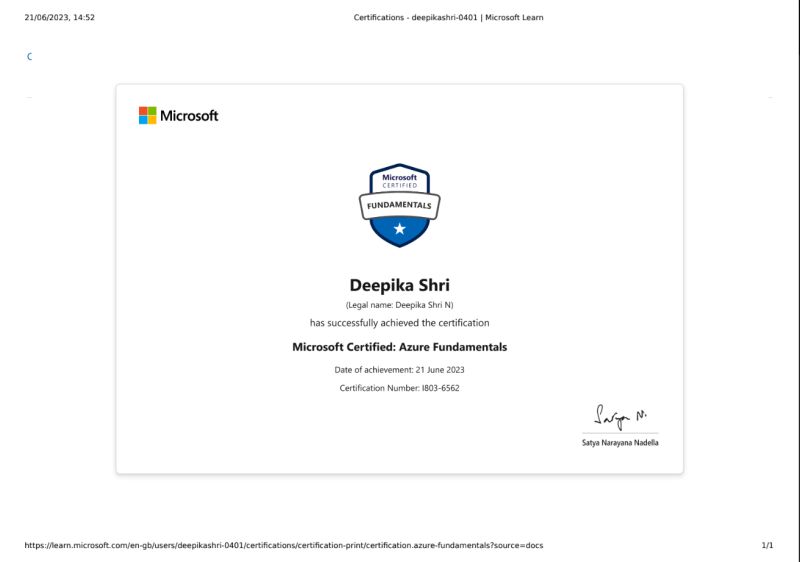 21/06/2023, 14:52
Certifications - deepikashri-0401 | Microsoft Learn
C
Microsoft
Microsoft
CERTIFIED
FUNDAMENTALS
Deepika Shri
(Legal name: Deepika Shri N)
has successfully achieved the certification
Microsoft Certified: Azure Fundamentals
Date of achievement: 21 June 2023
Certification Number: I803-6562
Satya N.
Satya Narayana Nadella
https://learn.microsoft.com/en-gb/users/deepikashri-0401/certifications/certification-print/certification.azure-fundamentals?source=docs
1/1